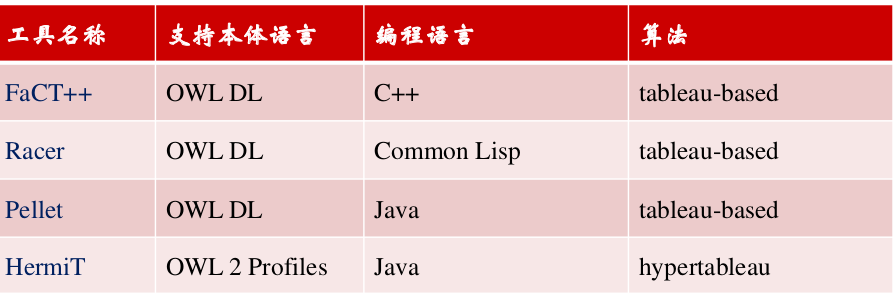 工具名称 支持本体语言 编程语言 算法
FaCT++ OWL DL C++ tableau-based
Racer OWL DL Common Lisp tableau-based
Pellet OWL DL Java tableau-based
HermiT OWL 2 Profiles Java hypertableau